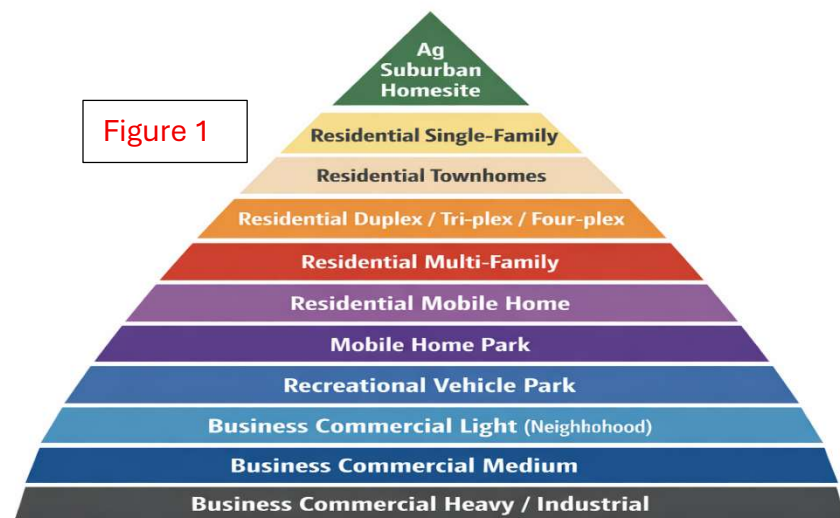 Ag
Suburban
Homesite
Figure 1
Residential Single-Family
Residential Townhomes
Residential Duplex / Tri-plex / Four-plex
Residential Multi-Family
Residential Mobile Home
Mobile Home Park
Recreational Vehicle Park
Business Commercial Light (Neighhohood)
Business Commercial Medium
Business Commercial Heavy / Industrial